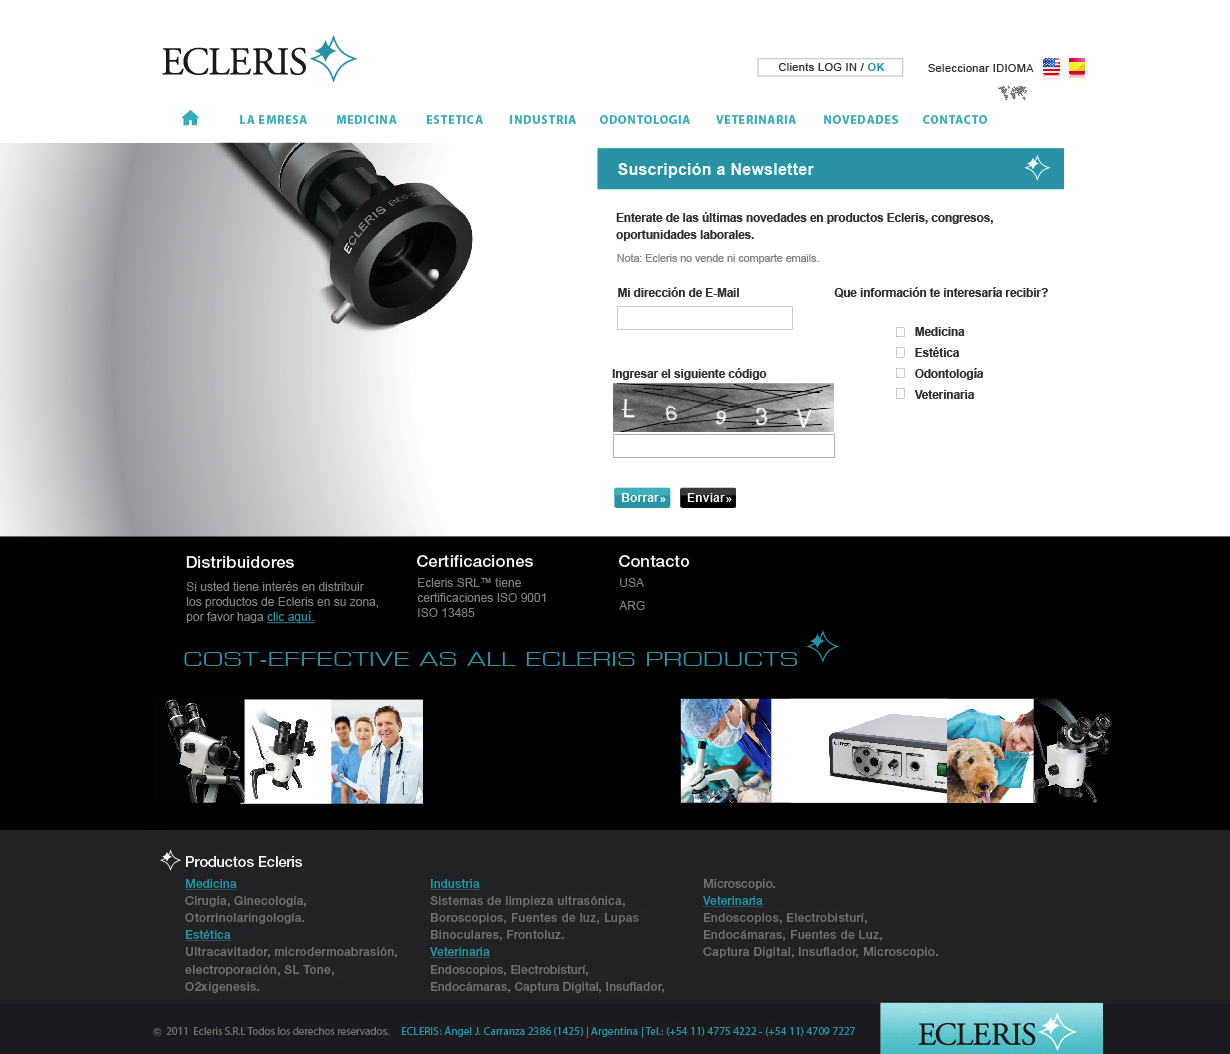 ECLERIS
Clients LOG IN / OK
Seleccionar IDIOMA
LA EMRESA MEDICINA ESTETICA INDUSTRIA ODONTOLOGIA VETERINARIA NOVEDADES CONTACTO
ECLERIS
Suscripción a Newsletter
Enterate de las últimas novedades en productos Ecleris, congresos,
oportunidades laborales.
Nota: Ecleris no vende ni comparte emails.
Mi dirección de E-Mail
Que información te interesaría recibir?
Medicina
Estética
Odontología
Veterinaria
Ingresar el siguiente código
L 6 9 3 V
Borrar»
Enviar»
Distribuidores
Si usted tiene interés en distribuir
los productos de Ecleris en su zona,
por favor haga clic aquí.
Certificaciones
Ecleris SRL™ tiene
certificaciones ISO 9001
ISO 13485
Contacto
USA
ARG
COST-EFFECTIVE AS ALL ECLERIS PRODUCTS
Productos Ecleris
Medicina
Cirugía, Ginecología,
Otorrinolaringología.
Estética
Ultracavitador, microdermoabrasión,
electroporación, SL Tone,
O2xigenesis.
Industria
Sistemas de limpieza ultrasónica,
Boroscopios, Fuentes de luz, Lupas
Binoculares, Frontoluz.
Veterinaria
Endoscopios, Electrobisturí,
Endocámaras, Captura Digital, Insuflador,
Microscopio.
Veterinaria
Endoscopios, Electrobisturí,
Endocámaras, Fuentes de Luz,
Captura Digital, Insuflador, Microscopio.
© 2011 Ecleris S.R.L Todos los derechos reservados.
ECLERIS: Ángel J. Carranza 2386 (1425) | Argentina | Tel.: (+54 11) 4775 4222 - (+54 11) 4709 7227
ECLERIS